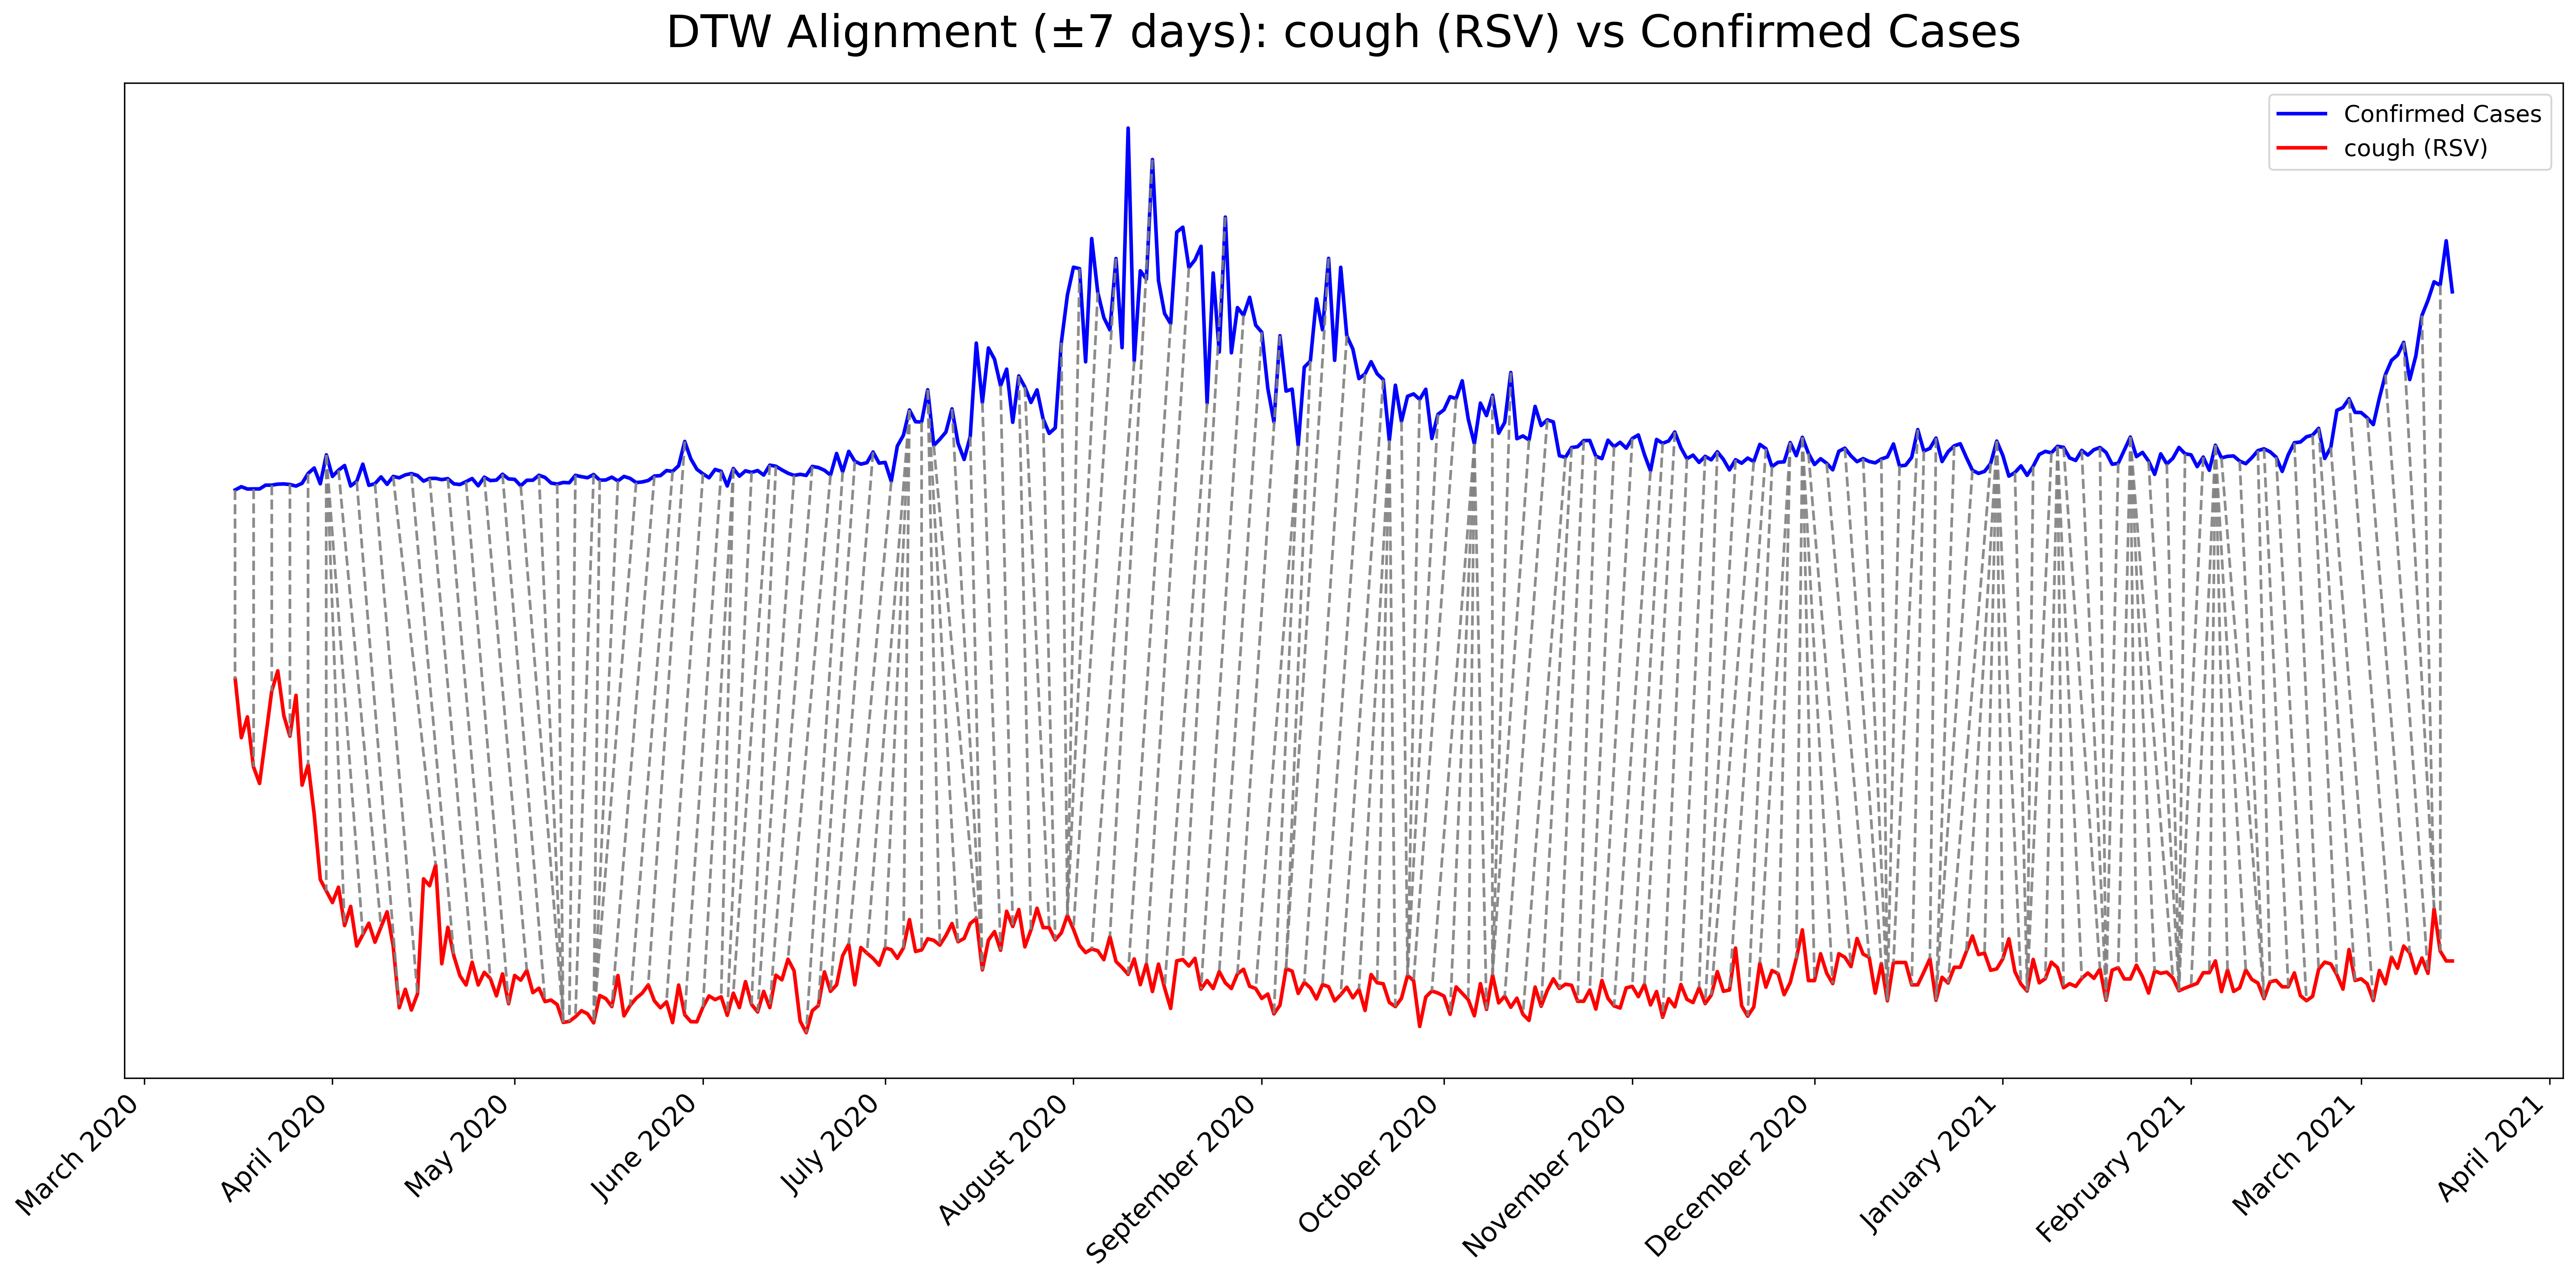 DTW Alignment (±7 days): cough (RSV) vs Confirmed Cases
Confirmed Cases
cough (RSV)
March 2020
April 2020
May 2020
June 2020
July 2020
August 2020
September 2020
October 2020
November 2020
December 2020
January 2021
February 2021
March 2021
April 2021